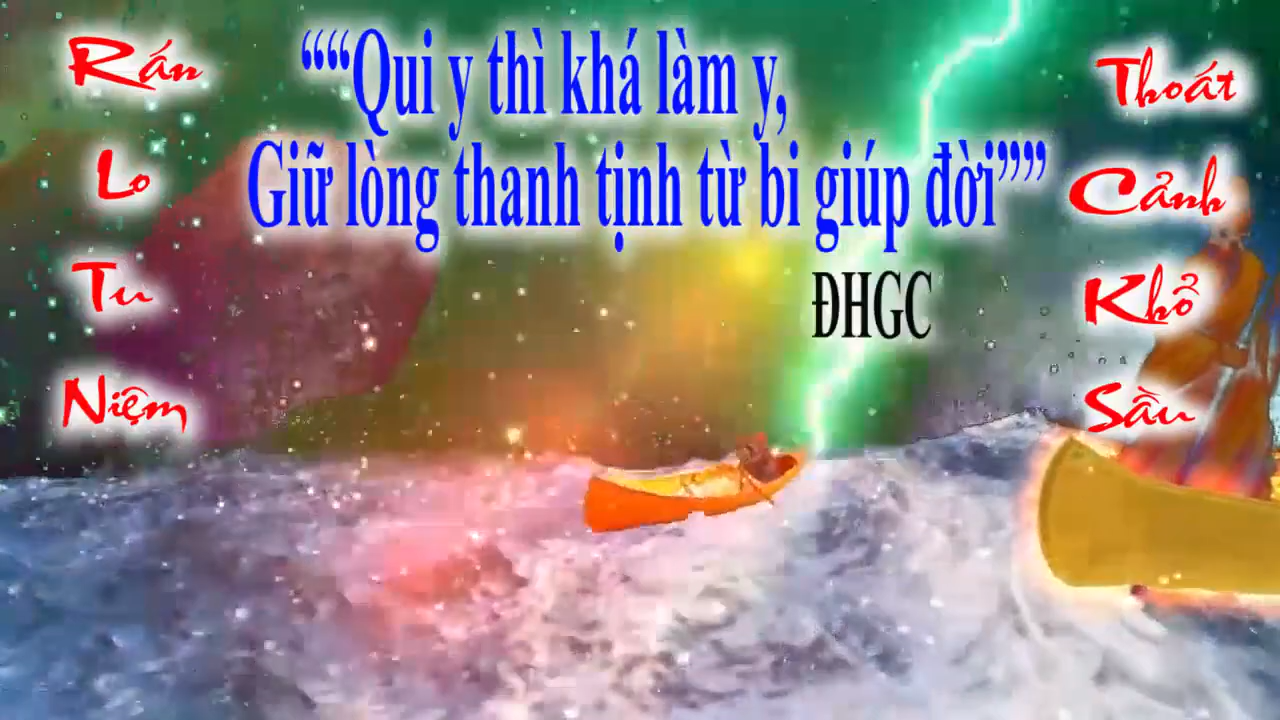 Rấn
Lo
Tu
Niệm
““Qui y thì khá làm y,
Giữ lòng thanh tịnh từ bi giúp đời””
ĐHGC
Thoát
Cảnh
Khổ
Sầu